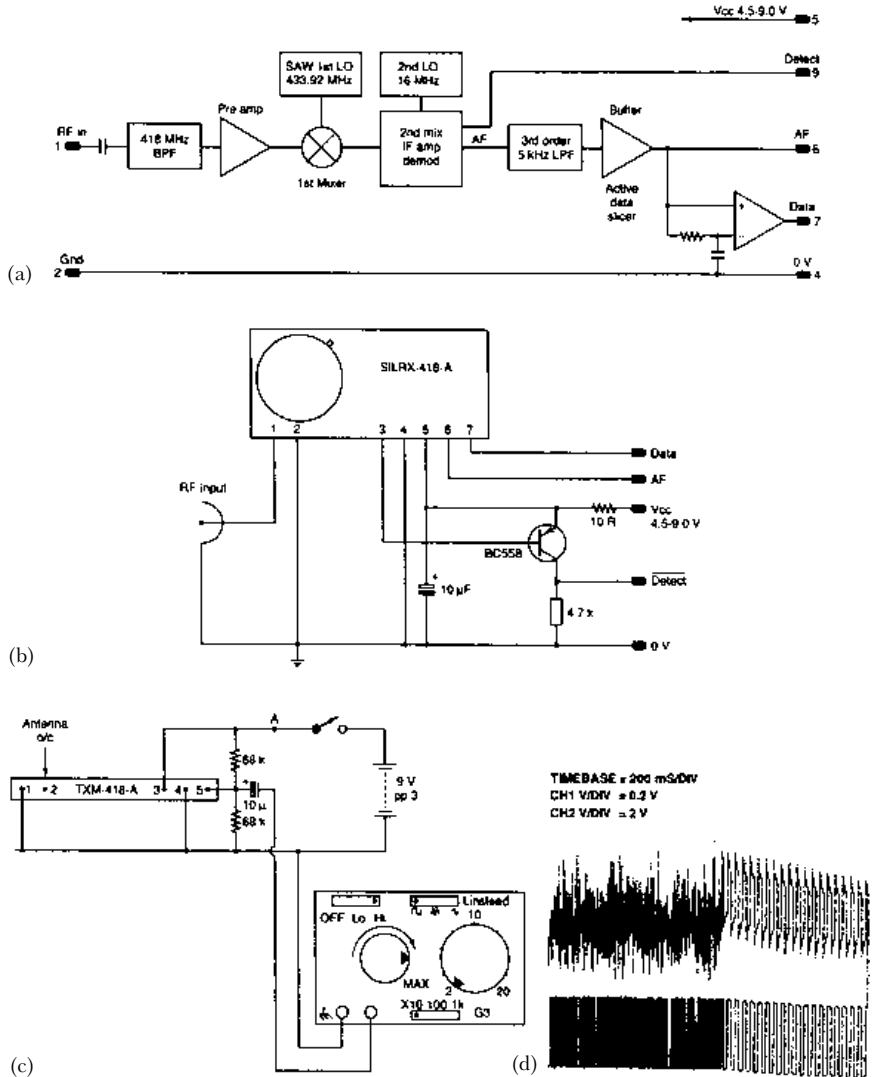 Vcc 4.5-9.0 V
5
SAW 1st LO
433.92 MHz
2nd LO
16 MHz
Detect
9
Pre amp
RF in
1
418 MHz
BPF
1st Mixer
2nd mix
IF amp
demod
AF
3rd order
5 kHz LPF
Buffer
AF
6
Active
data
slicer
+
−
Data
7
Gnd
2
0 V
4
(a)
SILRX-418-A
1 2 3 4 5 6 7
Data
AF
RF input
10 R
Vcc
4.5-9.0 V
BC558
+
10 µF
Detect
4.7 k
0 V
(b)
Antenna
o/c
A
68 k
1 2 TXM-418-A 3 4 5
+
10 µ
68 k
9 V
pp 3
OFF Lo Hi
Linstead
10
MAX
2
20
X10 100 1k
G3
(c)
TIMEBASE = 200 mS/DIV
CH1 V/DIV = 0.2 V
CH2 V/DIV = 2 V
(d)